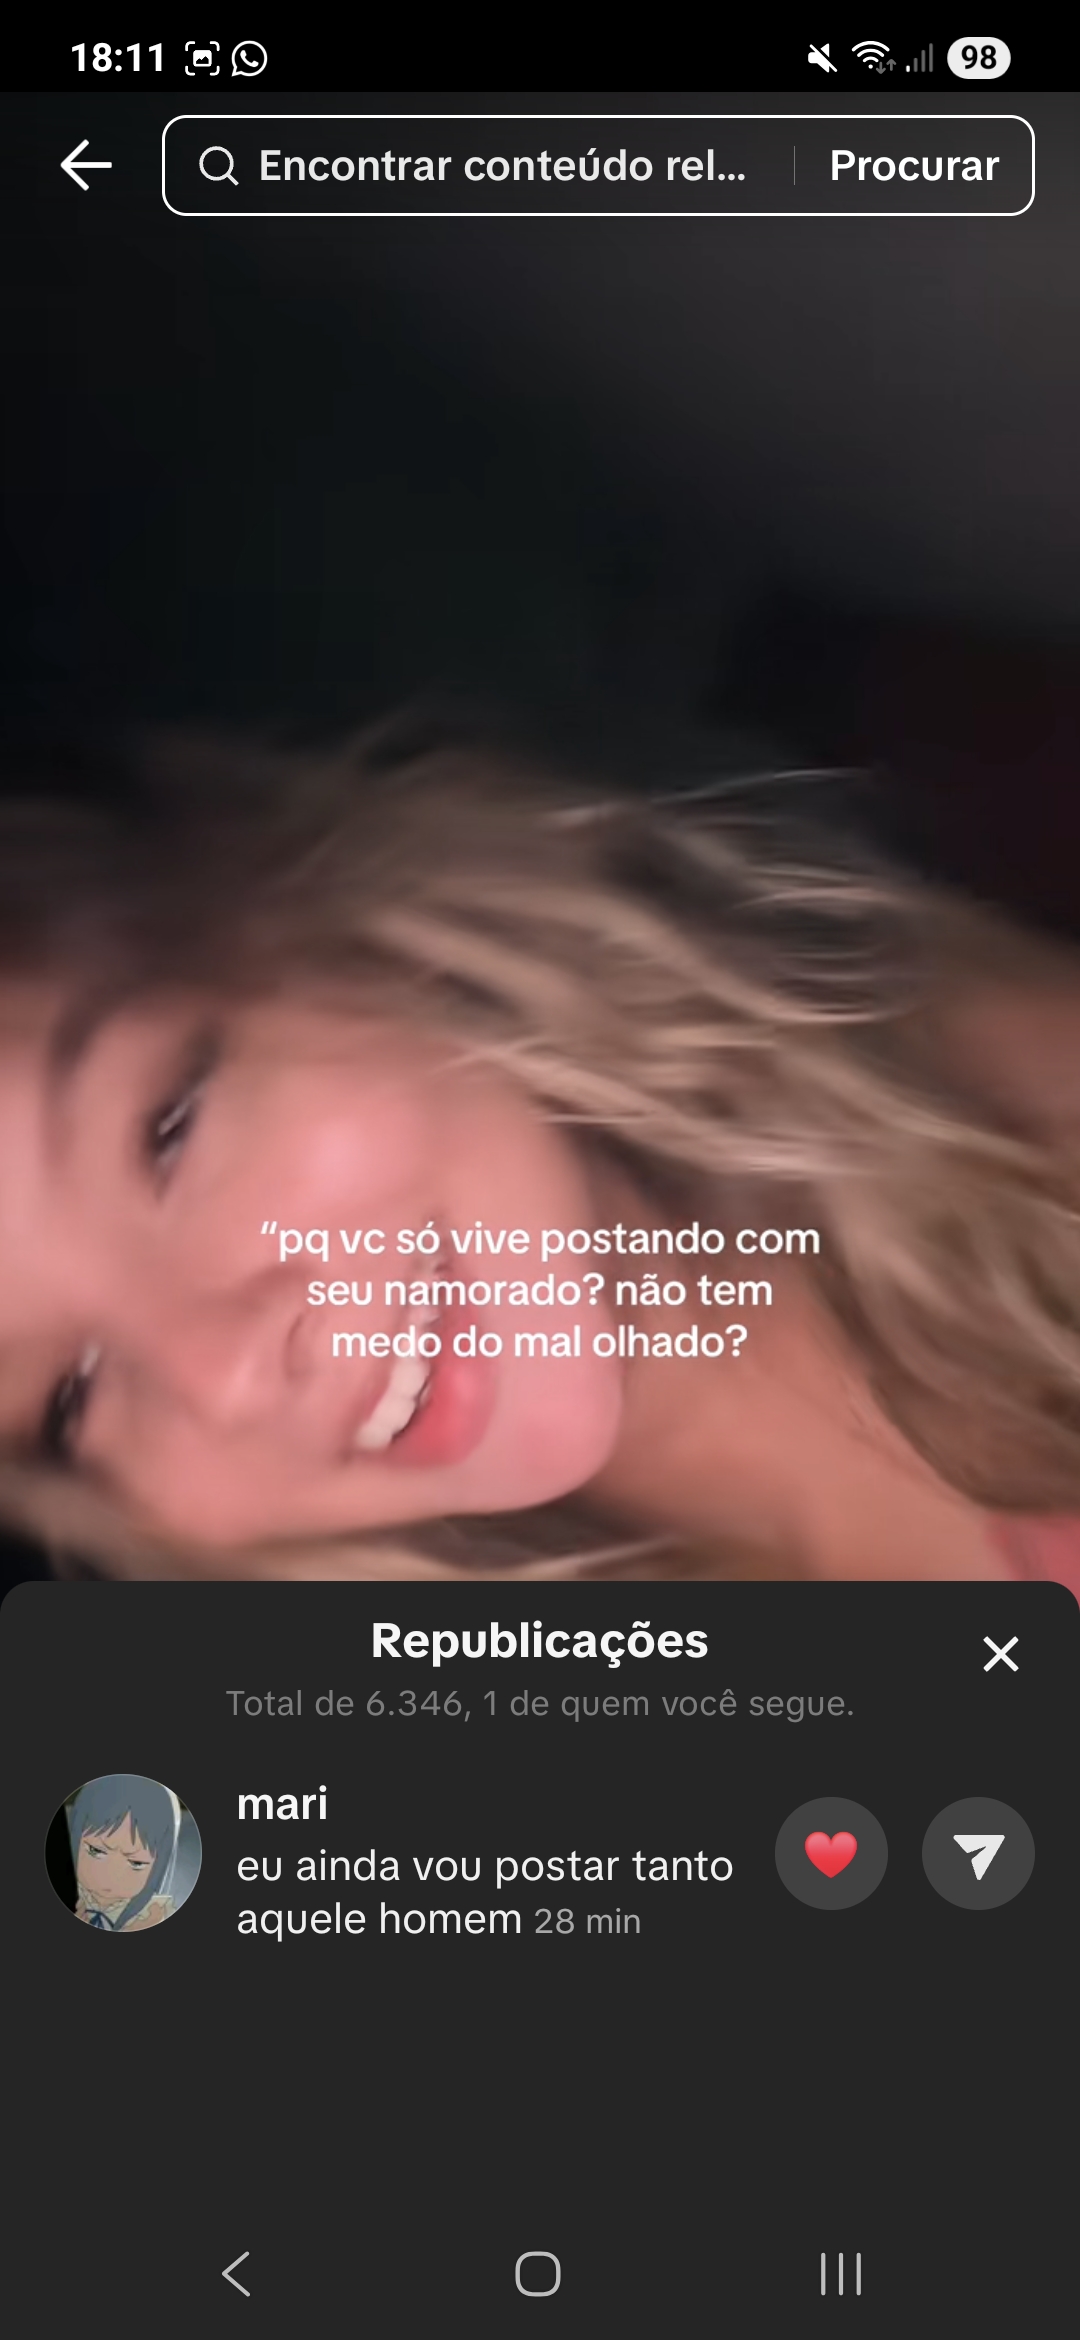 18:11
98
Encontrar conteúdo rel...
Procurar
“pq vc só vive postando com
seu namorado? não tem
medo do mal olhado?
Republicações
Total de 6.346, 1 de quem você segue.
mari
eu ainda vou postar tanto
aquele homem 28 min